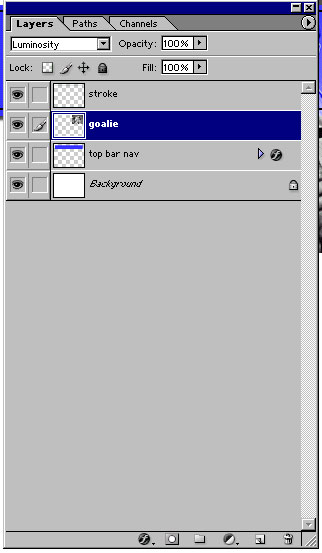 Layers Paths Channels
Luminosity Opacity: 100%
Lock: Fill: 100%
stroke
goalie
top bar nav
Background